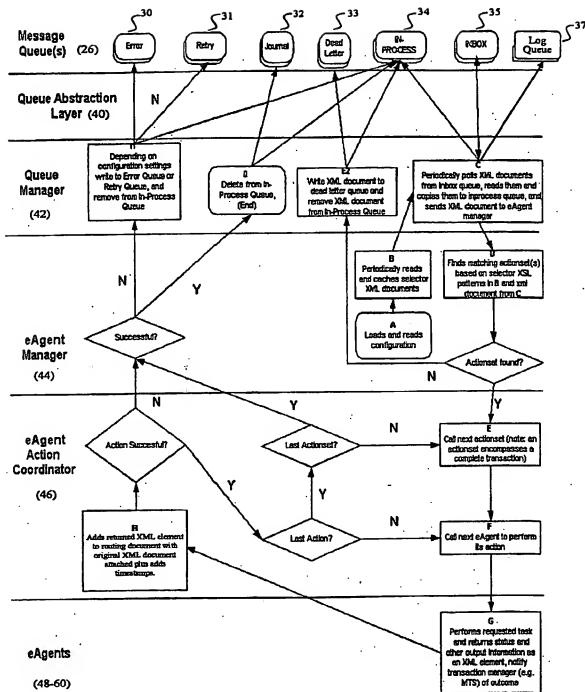 30
31
32
33
34
35
37
Message
Queue(s) (26)
Error
Retry
Journal
Dead
Letter
IN-
PROCESS
INBOX
Log
Queue
Queue Abstraction
Layer (40)
N
Queue
Manager
(42)
Depending on
configuration settings
write to Error Queue or
Retry Queue, and
remove from In-Process
Queue
Delete from In-
Process Queue,
(End)
E2
Write XML document to
dead letter queue and
remove XML document
from In-Process Queue
C
Periodically polls XML documents
from Inbox queue, reads them and
copies them to inprocess queue, and
sends XML document to eAgent
manager
B
Periodically reads
and caches selector
XML documents
D
Finds matching actionset(s)
based on selector XSL
patterns in B and xml
document from C
N
Y
A
Loads and reads
configuration
eAgent
Manager
(44)
Successful?
Actionset found?
N
Y
N
Y
eAgent
Action
Coordinator
(46)
Action Successful?
Last Actionset?
N
E
Call next actionset (note: an
actionset encompasses a
complete transaction)
Y
Y
H
Adds returned XML element
to routing document with
original XML document
attached plus adds
timestamps.
Last Action?
N
F
Call next eAgent to perform
its action
eAgents
(48-60)
G
Performs requested task
and returns status and
other output information as
an XML element, notify
transaction manager (e.g.
MTS) of outcome